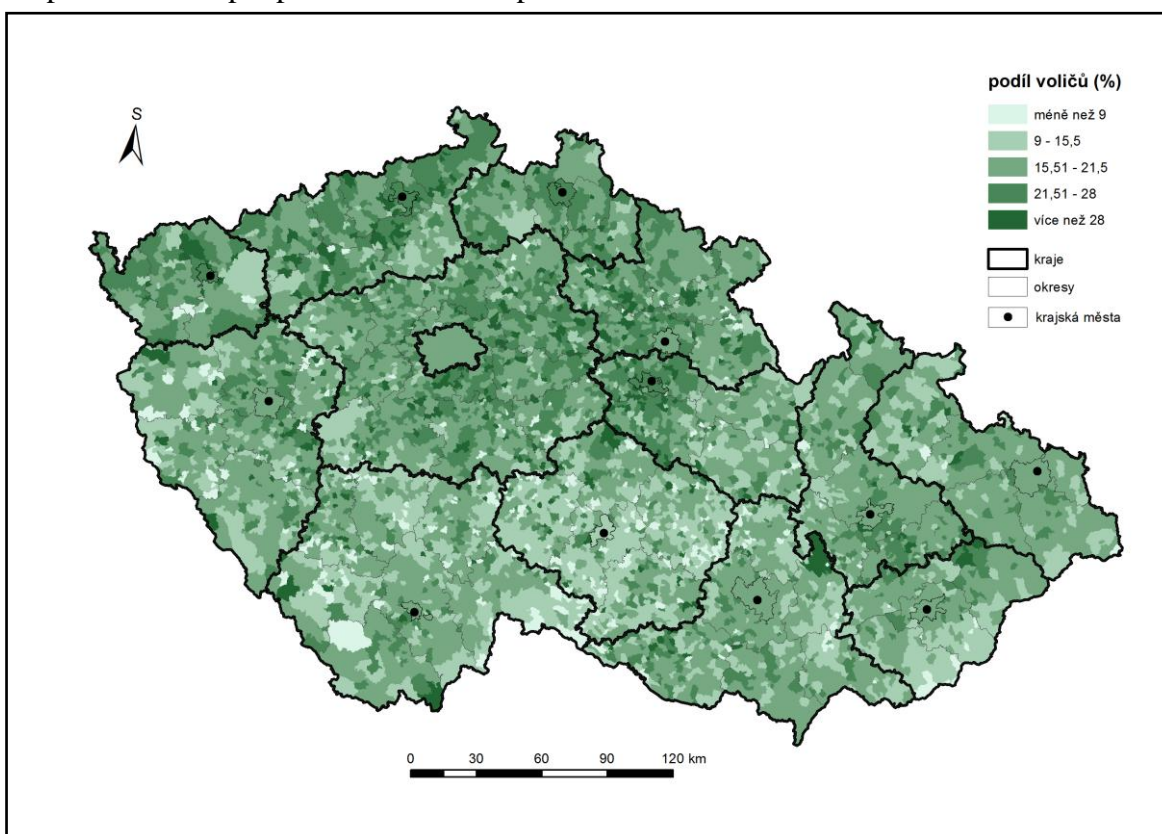 S
podíl voličů (%)
méně než 9
9 - 15,5
15,51 - 21,5
21,51 - 28
více než 28
kraje
okresy
krajská města
0 30 60 90 120 km